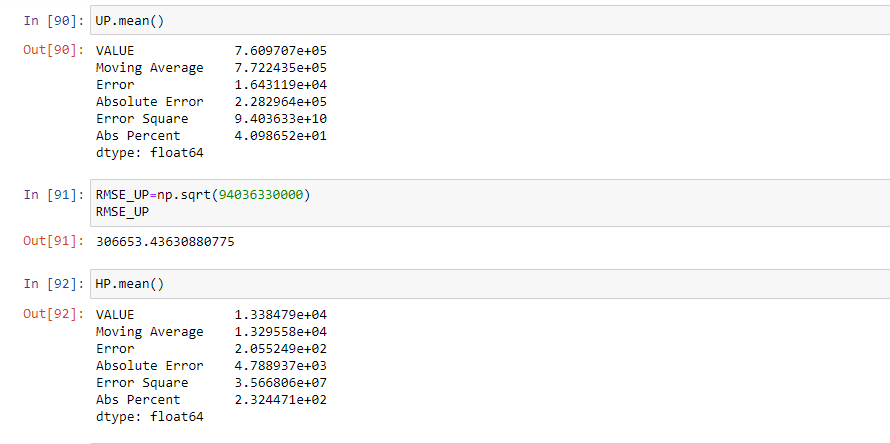 In [90]: UP.mean()
Out[90]: VALUE 7.609707e+05
Moving Average 7.722435e+05
Error 1.643119e+04
Absolute Error 2.282964e+05
Error Square 9.403633e+10
Abs Percent 4.098652e+01
dtype: float64
In [91]: RMSE_UP=np.sqrt(94036330000)
RMSE_UP
Out[91]: 306653.43630880775
In [92]: HP.mean()
Out[92]: VALUE 1.338479e+04
Moving Average 1.329558e+04
Error 2.055249e+02
Absolute Error 4.788937e+03
Error Square 3.566806e+07
Abs Percent 2.324471e+02
dtype: float64